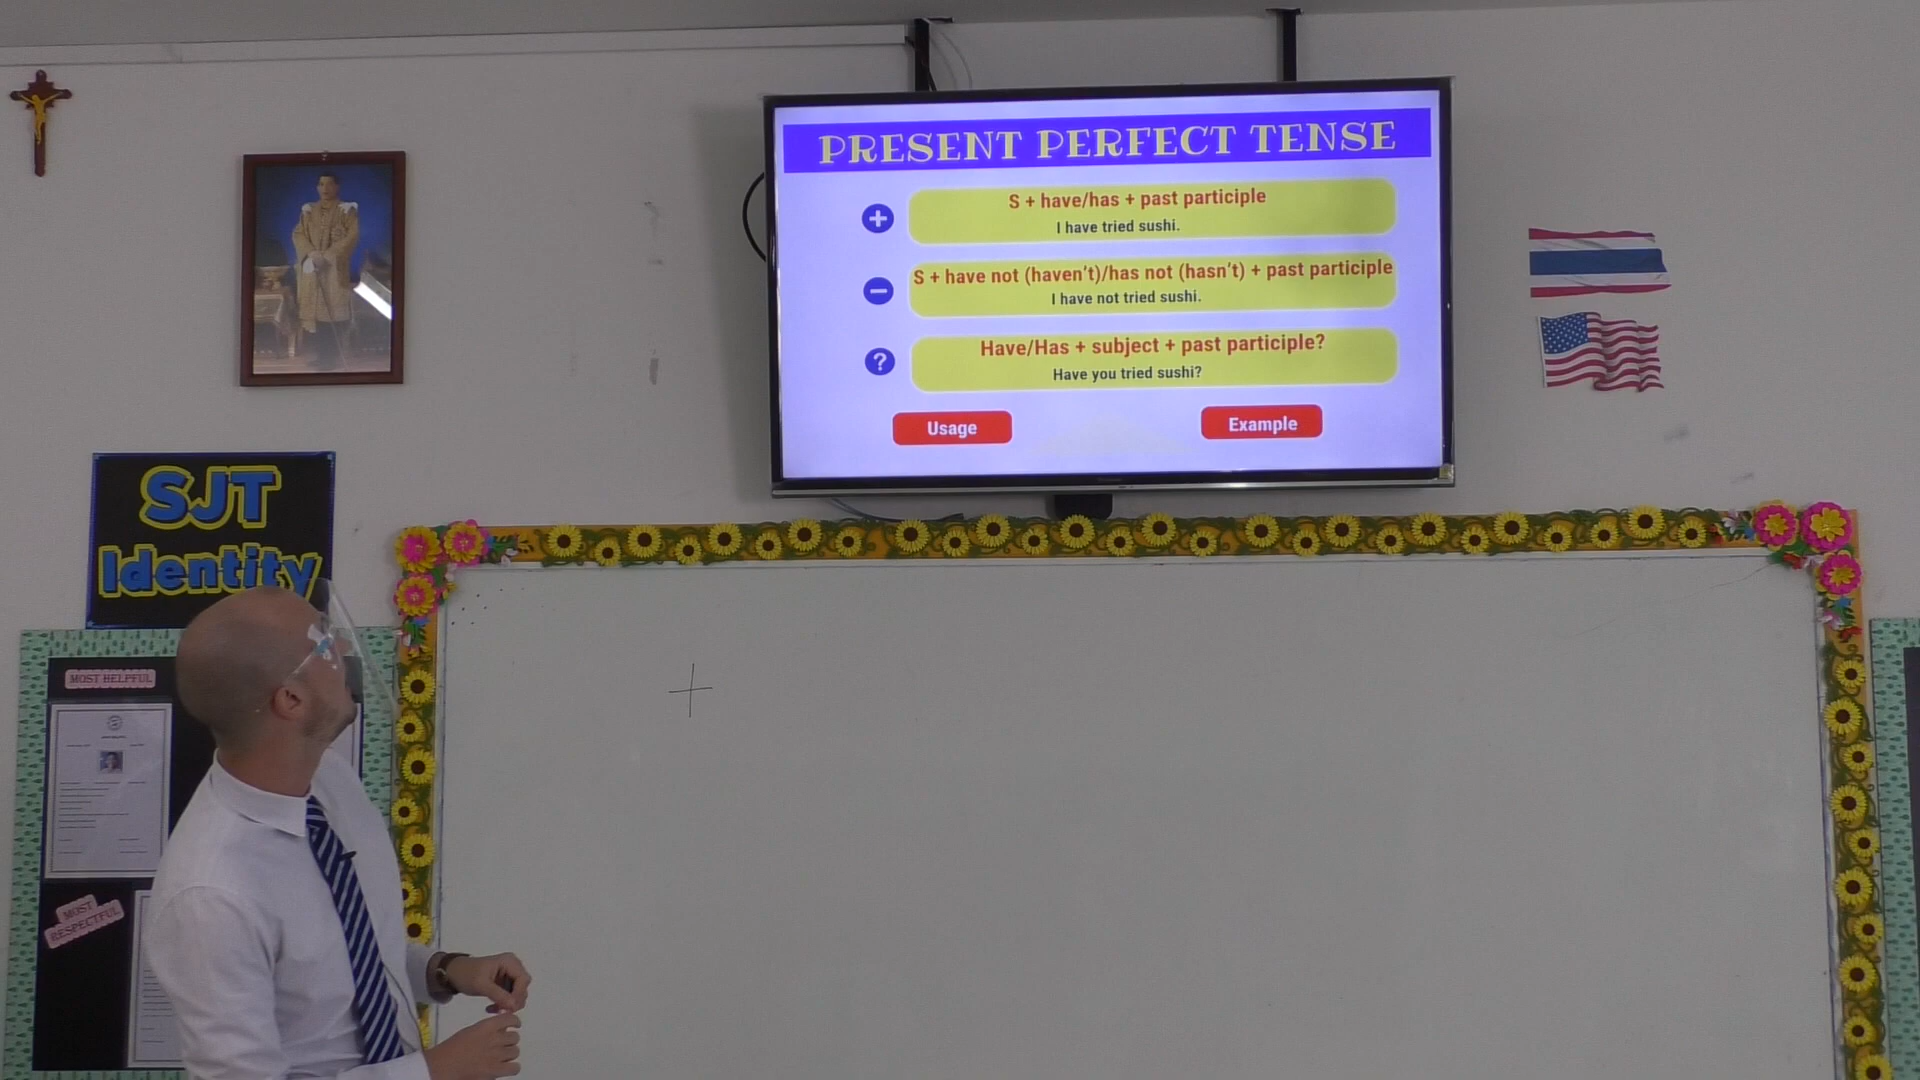 PRESENT PERFECT TENSE
+
S + have/has + past participle
I have tried sushi.
−
S + have not (haven't)/has not (hasn't) + past participle
I have not tried sushi.
?
Have/Has + subject + past participle?
Have you tried sushi?
Usage
Example
SJT
Identity
MOST HELPFUL
MOST
RESPECTFUL
+